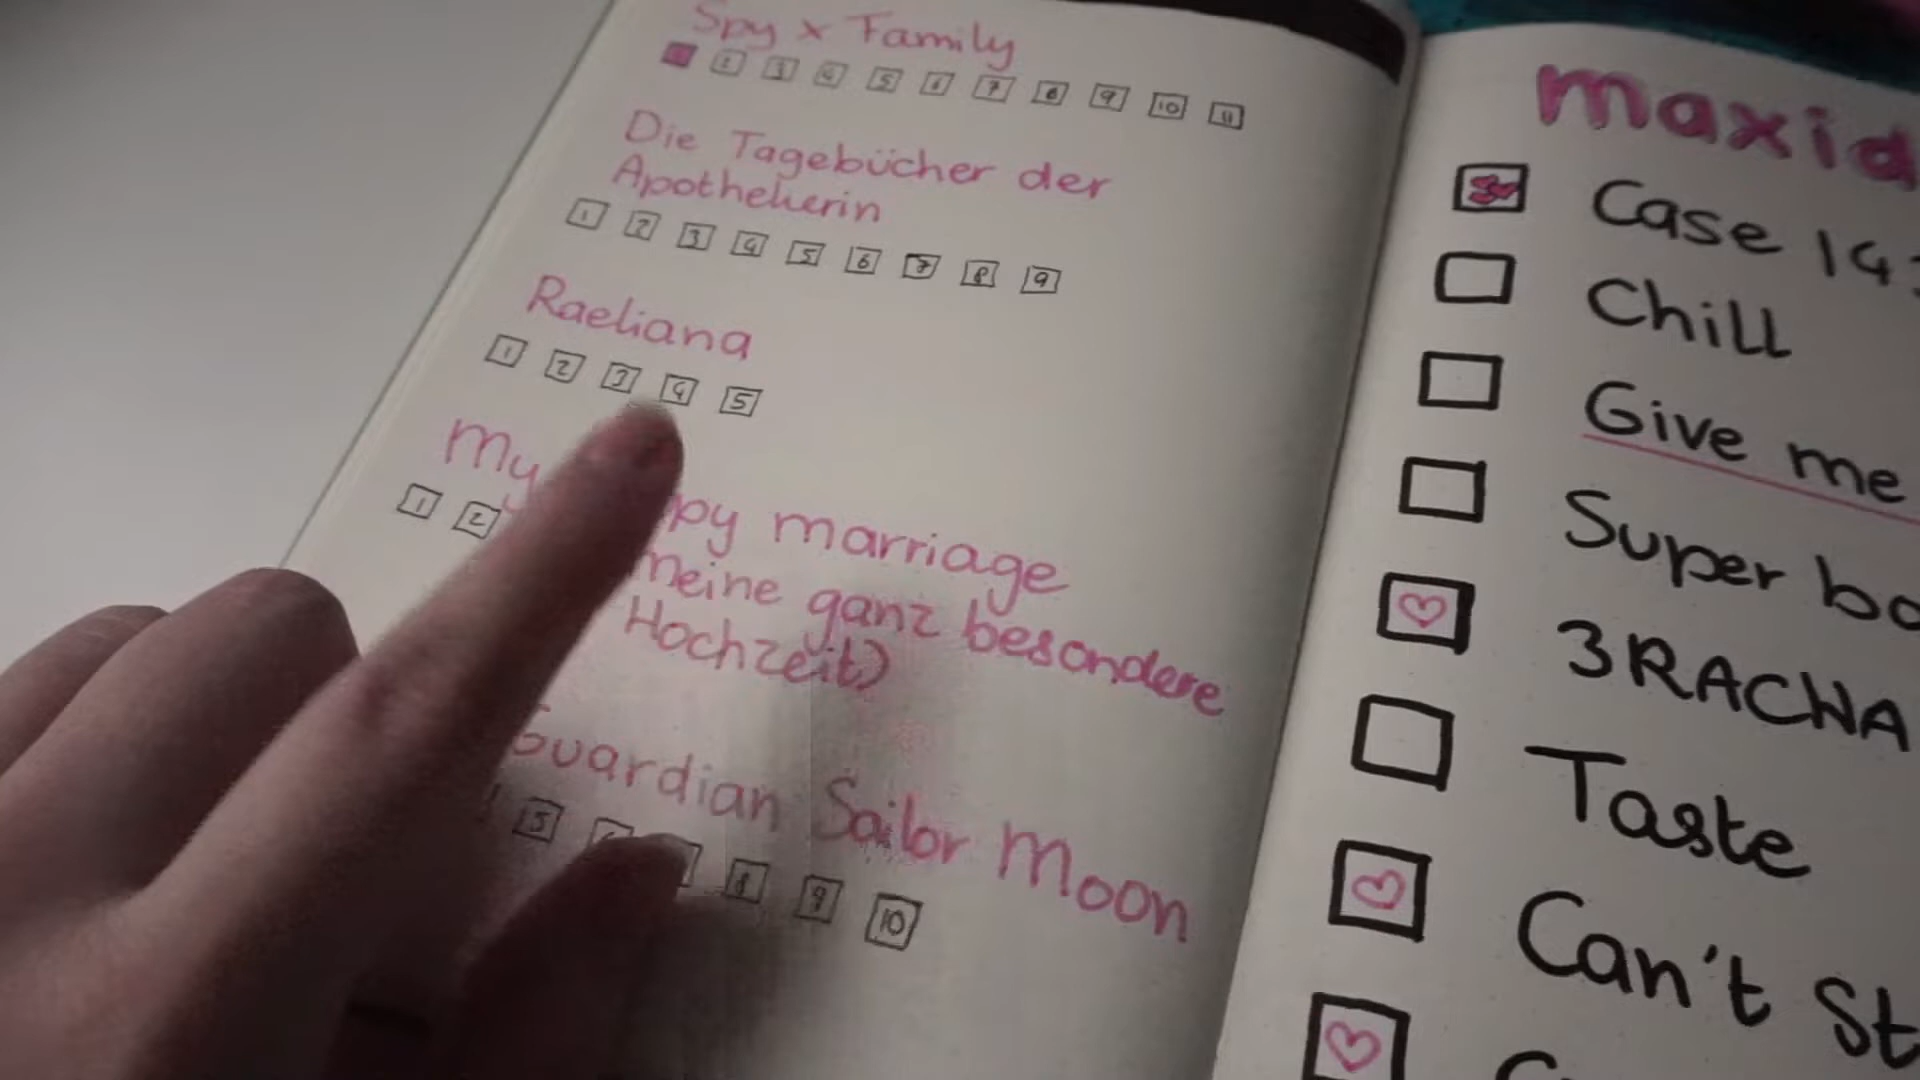 Spy x Family
2 3 4 5 6 7 8 9 10 11
Die Tagebücher der
Apothekerin
1 2 3 4 5 6 7 8 9
Raeliana
1 2 3 4 5
My marriage
1 2
meine ganz besondere
Hochzeit)
Guardian Sailor Moon
5 8 9 10
maxid
Case 143
Chill
Give me
Super bo
3RACHA
Taste
Can't St